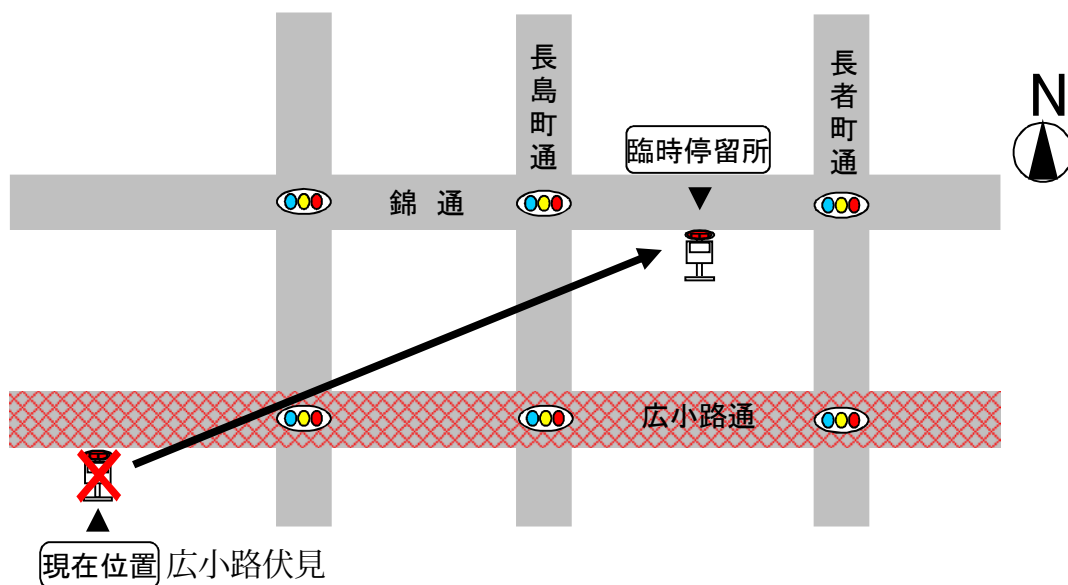 長島町通
長者町通
N
臨時停留所
錦通
広小路通
現在位置 広小路伏見